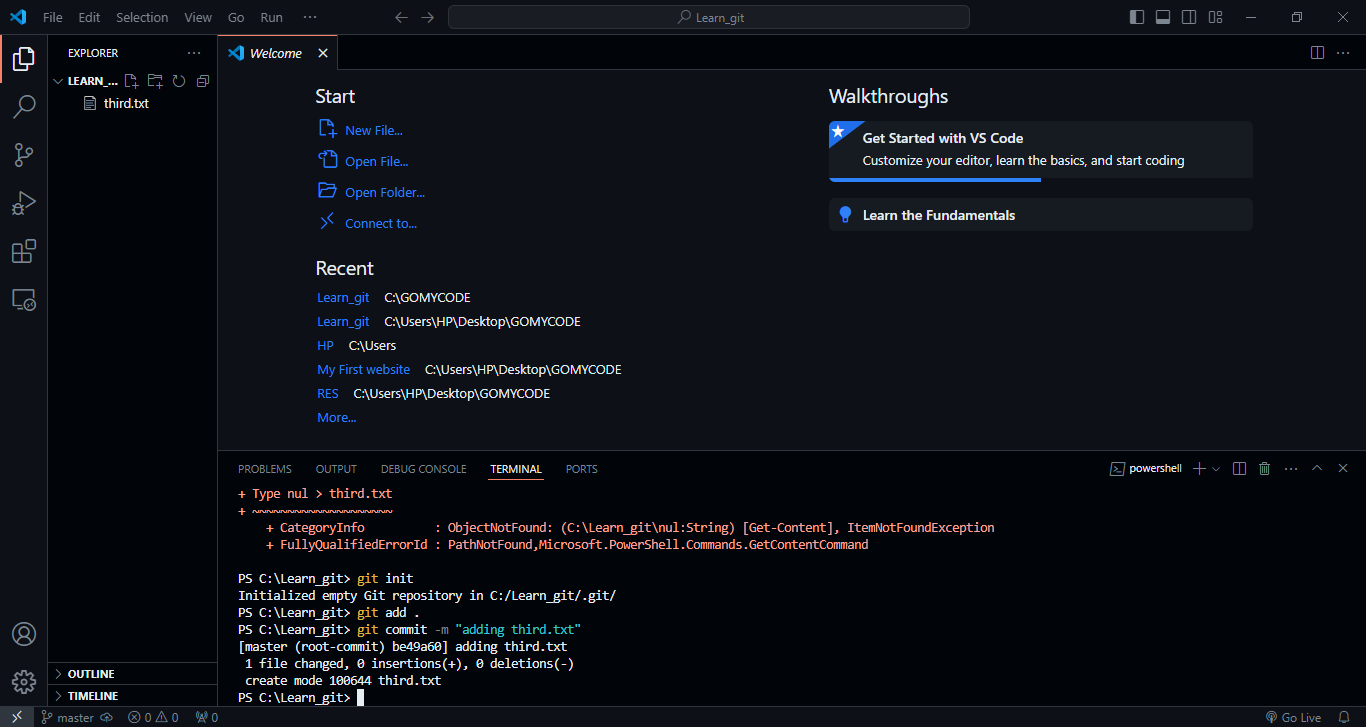 File Edit Selection View Go Run ···
Learn_git
EXPLORER
LEARN_...
third.txt
OUTLINE
TIMELINE
Welcome
Start
New File...
Open File...
Open Folder...
Connect to...
Recent
Learn_git C:\GOMYCODE
Learn_git C:\Users\HP\Desktop\GOMYCODE
HP C:\Users
My First website C:\Users\HP\Desktop\GOMYCODE
RES C:\Users\HP\Desktop\GOMYCODE
More...
Walkthroughs
Get Started with VS Code
Customize your editor, learn the basics, and start coding
Learn the Fundamentals
PROBLEMS OUTPUT DEBUG CONSOLE TERMINAL PORTS
powershell
+ Type nul > third.txt
+ ~~~~~~~~~~~~~~~~~~~~
+ CategoryInfo : ObjectNotFound: (C:\Learn_git\nul:String) [Get-Content], ItemNotFoundException
+ FullyQualifiedErrorId : PathNotFound,Microsoft.PowerShell.Commands.GetContentCommand
PS C:\Learn_git> git init
Initialized empty Git repository in C:/Learn_git/.git/
PS C:\Learn_git> git add .
PS C:\Learn_git> git commit -m "adding third.txt"
[master (root-commit) be49a60] adding third.txt
1 file changed, 0 insertions(+), 0 deletions(-)
create mode 100644 third.txt
PS C:\Learn_git>
master 0 0 0 Go Live